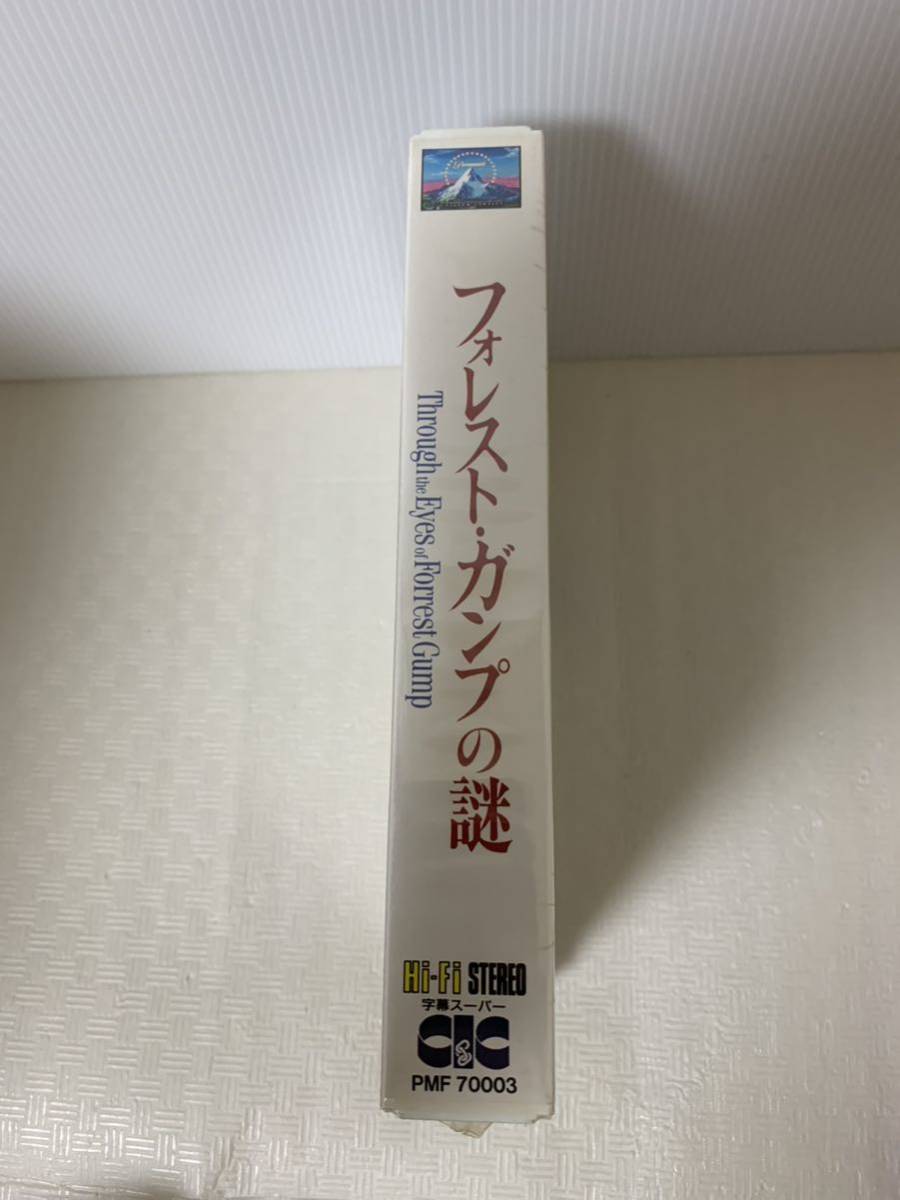 Paramount
フォレスト・ガンプの謎
Through the Eyes of Forrest Gump
Hi-Fi STEREO
字幕スーパー
CIC
PMF 70003